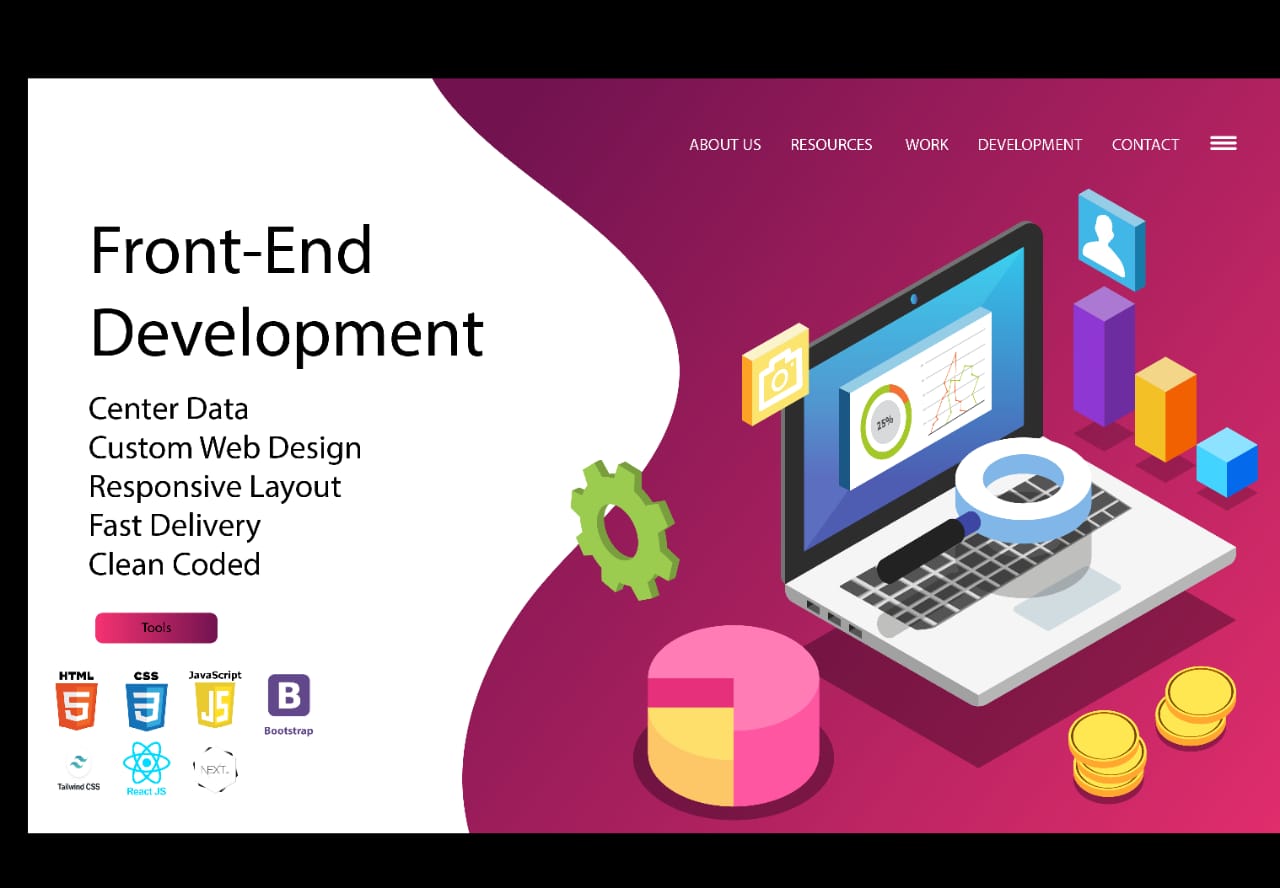 ABOUT US RESOURCES WORK DEVELOPMENT CONTACT
Front-End
Development
Center Data
Custom Web Design
Responsive Layout
Fast Delivery
Clean Coded
Tools
HTML CSS JavaScript
5 3 JS B
Bootstrap
NEXT
Tailwind CSS React JS
25%